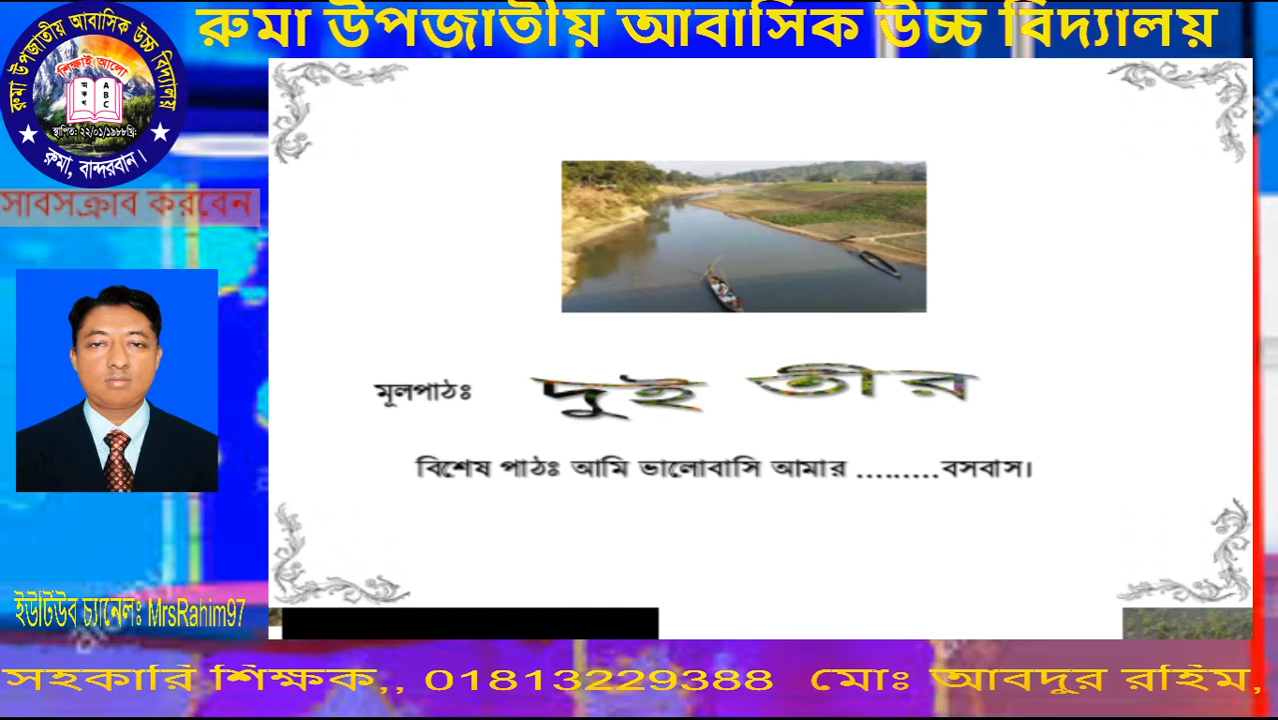 রুমা উপজাতীয় আবাসিক উচ্চ বিদ্যালয়
রুমা উপজাতীয় আবাসিক উচ্চ বিদ্যালয়
শিক্ষাই আলো
অ A
ক B
খ C
স্থাপিত: ২২/০১/১৯৮৮খ্রি:
রুমা, বান্দরবান।
সাবসক্রাব করবেন
মূলপাঠঃ দুই তীর
বিশেষ পাঠঃ আমি ভালোবাসি আমার .........বসবাস।
ইউটিউব চ্যানেলঃ MrsRahim97
সহকারি শিক্ষক,, 01813229388 মোঃ আবদুর রহিম,